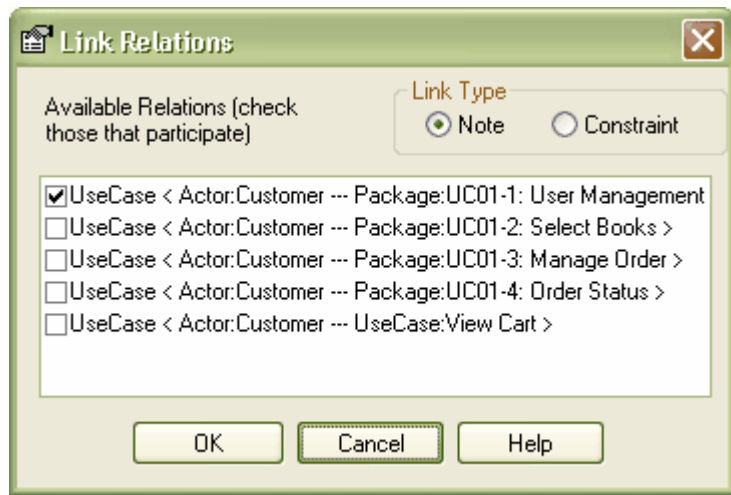 Link Relations
Available Relations (check
those that participate)
Link Type
Note
Constraint
UseCase < Actor:Customer --- Package:UC01-1: User Management
UseCase < Actor:Customer --- Package:UC01-2: Select Books >
UseCase < Actor:Customer --- Package:UC01-3: Manage Order >
UseCase < Actor:Customer --- Package:UC01-4: Order Status >
UseCase < Actor:Customer --- UseCase:View Cart >
OK
Cancel
Help